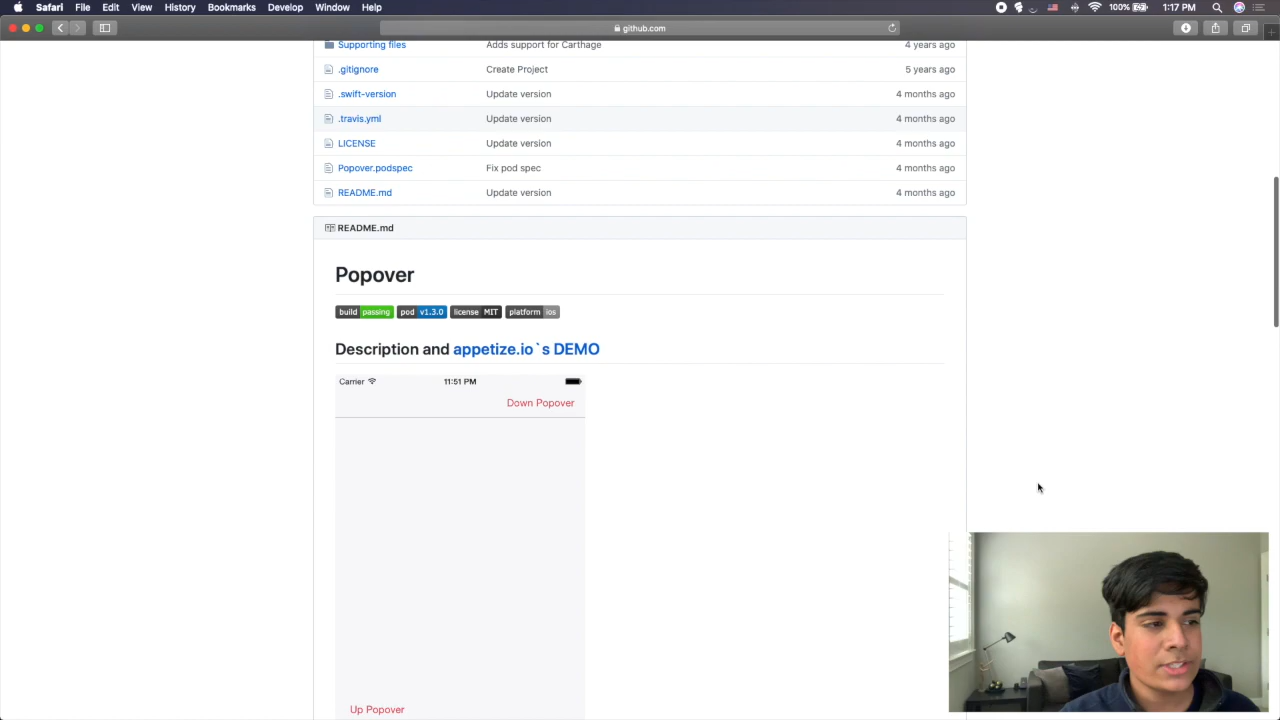 Safari File Edit View History Bookmarks Develop Window Help 100% 1:17 PM
github.com
Supporting files Adds support for Carthage 4 years ago
.gitignore Create Project 5 years ago
.swift-version Update version 4 months ago
.travis.yml Update version 4 months ago
LICENSE Update version 4 months ago
Popover.podspec Fix pod spec 4 months ago
README.md Update version 4 months ago
README.md
Popover
build passing pod v1.3.0 license MIT platform ios
Description and appetize.io`s DEMO
Carrier 11:51 PM
Down Popover
Up Popover